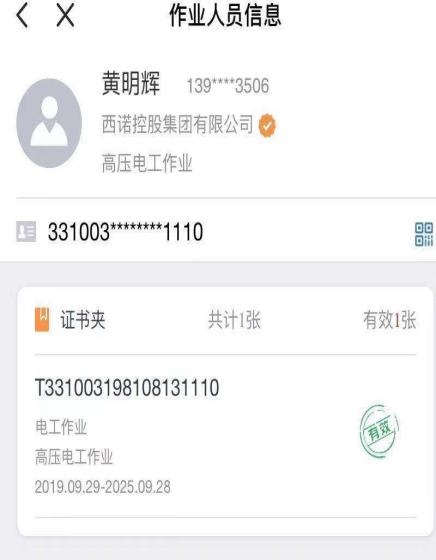 作业人员信息
黄明辉 139****3506
西诺控股集团有限公司
高压电工作业
331003********1110
证书夹 共计1张 有效1张
T331003198108131110
电工作业
高压电工作业
有效
2019.09.29-2025.09.28